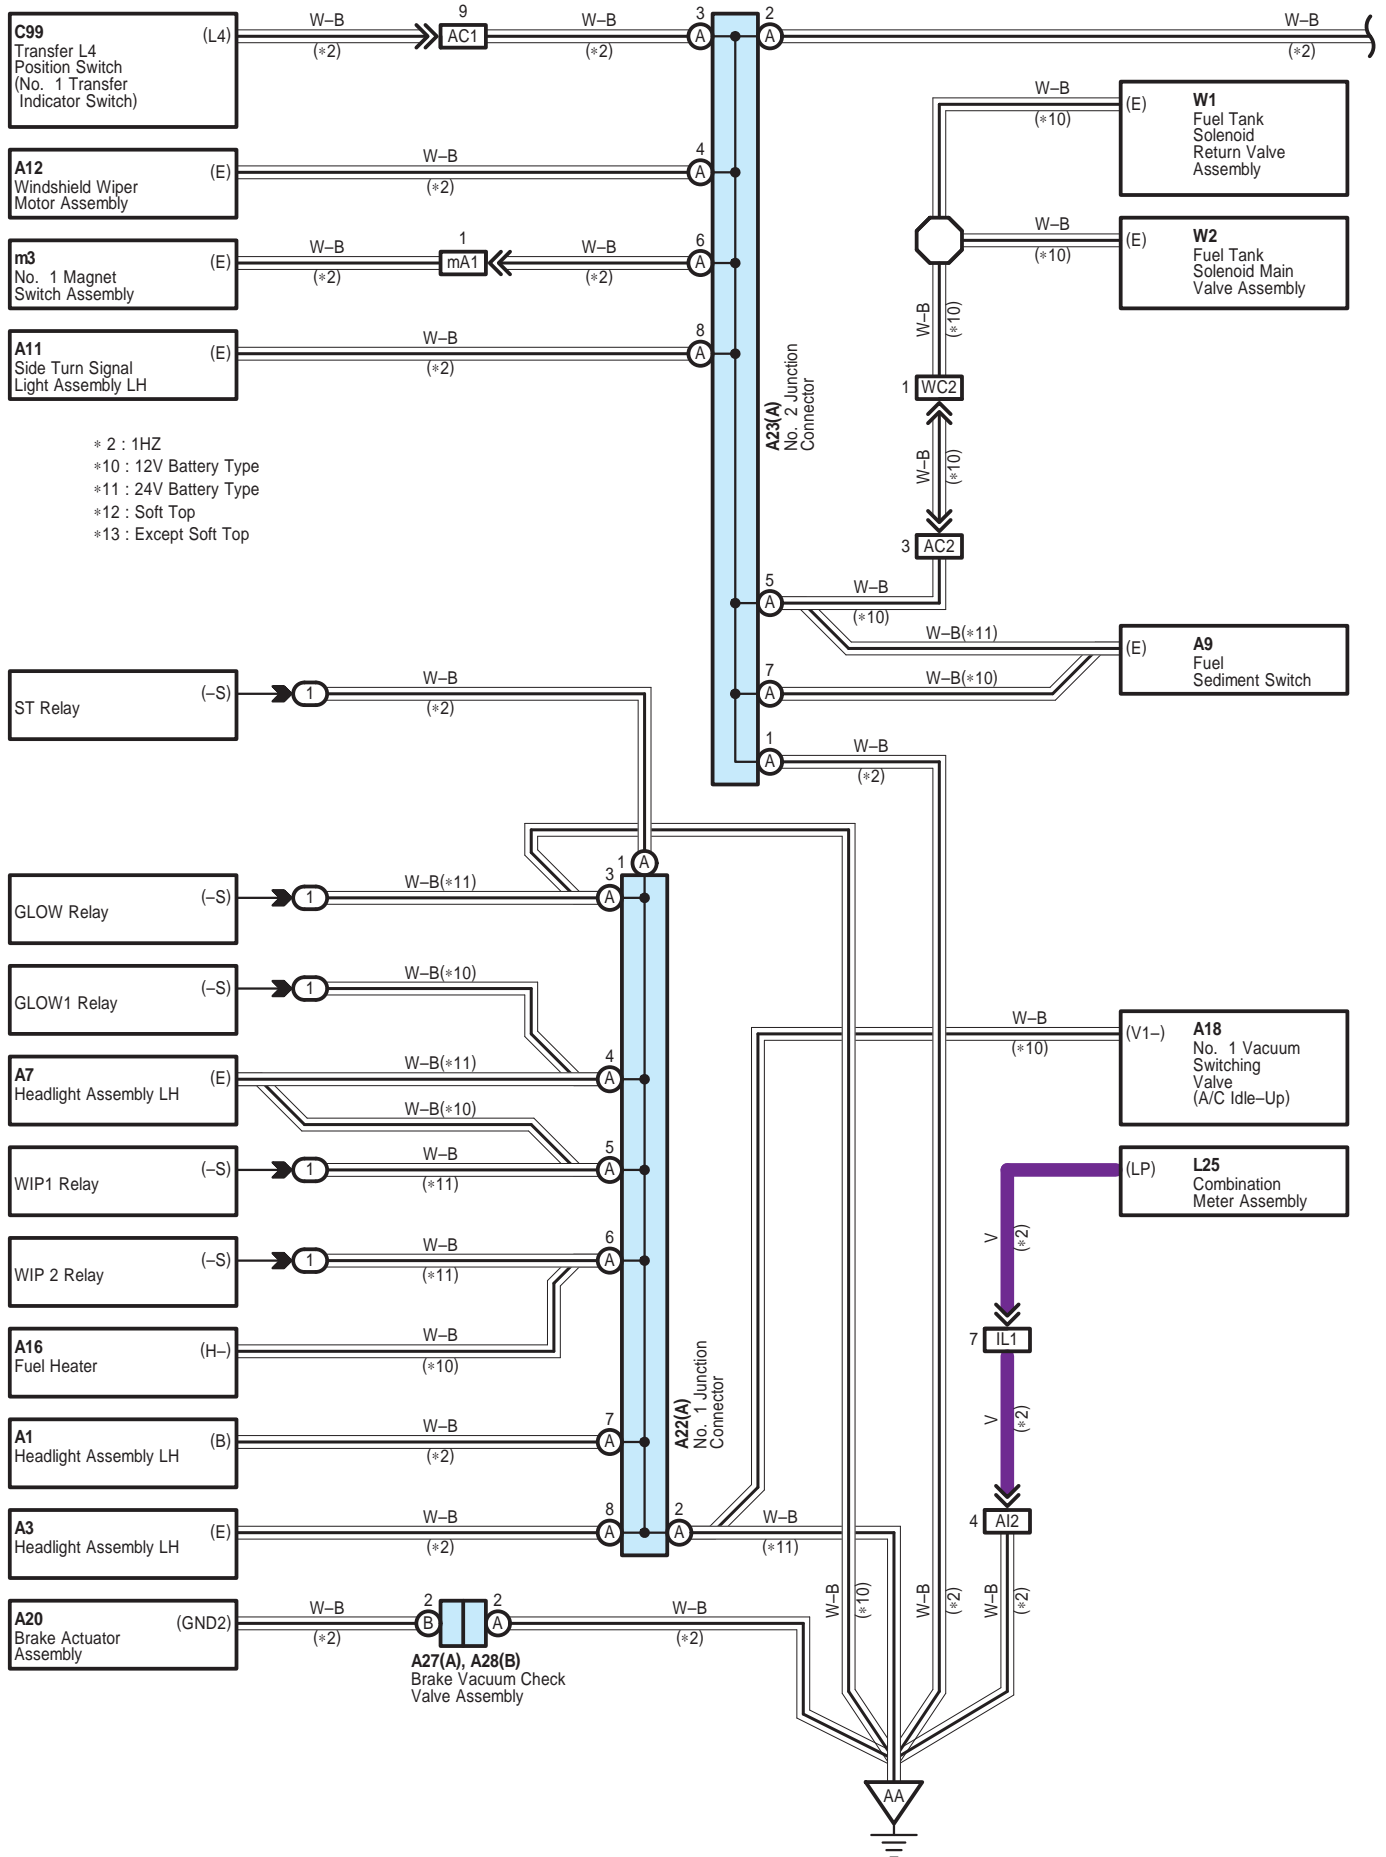 C99
Transfer L4
Position Switch
(No. 1 Transfer
Indicator Switch)
(L4)
W–B
(*2)
9
AC1
W–B
(*2)
3
A
2
A
W–B
(*2)
A12
Windshield Wiper
Motor Assembly
(E)
W–B
(*2)
4
A
m3
No. 1 Magnet
Switch Assembly
(E)
W–B
(*2)
1
mA1
W–B
(*2)
6
A
A11
Side Turn Signal
Light Assembly LH
(E)
W–B
(*2)
8
A
W–B
(*10)
(E)
W1
Fuel Tank
Solenoid
Return Valve
Assembly
W–B
(*10)
(E)
W2
Fuel Tank
Solenoid Main
Valve Assembly
W–B
(*10)
1
WC2
W–B
(*10)
3
AC2
A23(A)
No. 2 Junction
Connector
* 2 : 1HZ
*10 : 12V Battery Type
*11 : 24V Battery Type
*12 : Soft Top
*13 : Except Soft Top
5
A
W–B
(*10)
W–B(*11)
(E)
A9
Fuel
Sediment Switch
7
A
W–B(*10)
1
A
W–B
(*2)
ST Relay
(–S)
1
W–B
(*2)
1
A
GLOW Relay
(–S)
1
W–B(*11)
3
A
GLOW1 Relay
(–S)
1
W–B(*10)
A7
Headlight Assembly LH
(E)
W–B(*11)
4
A
W–B(*10)
WIP1 Relay
(–S)
1
W–B
(*11)
5
A
WIP 2 Relay
(–S)
1
W–B
(*11)
6
A
A16
Fuel Heater
(H–)
W–B
(*10)
A1
Headlight Assembly LH
(B)
W–B
(*2)
7
A
A3
Headlight Assembly LH
(E)
W–B
(*2)
8
A
2
A
W–B
(*11)
A22(A)
No. 1 Junction
Connector
W–B
(*10)
(V1–)
A18
No. 1 Vacuum
Switching
Valve
(A/C Idle–Up)
(LP)
L25
Combination
Meter Assembly
V
(*2)
7
IL1
V
(*2)
4
AI2
A20
Brake Actuator
Assembly
(GND2)
W–B
(*2)
2
B
2
A
W–B
(*2)
A27(A), A28(B)
Brake Vacuum Check
Valve Assembly
W–B
(*10)
W–B
(*2)
W–B
(*2)
AA